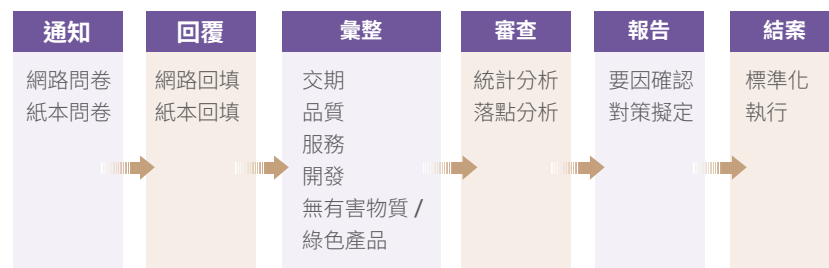 通知
網路問卷
紙本問卷
回覆
網路回填
紙本回填
彙整
交期
品質
服務
開發
無有害物質 /
綠色產品
審查
統計分析
落點分析
報告
要因確認
對策擬定
結案
標準化
執行